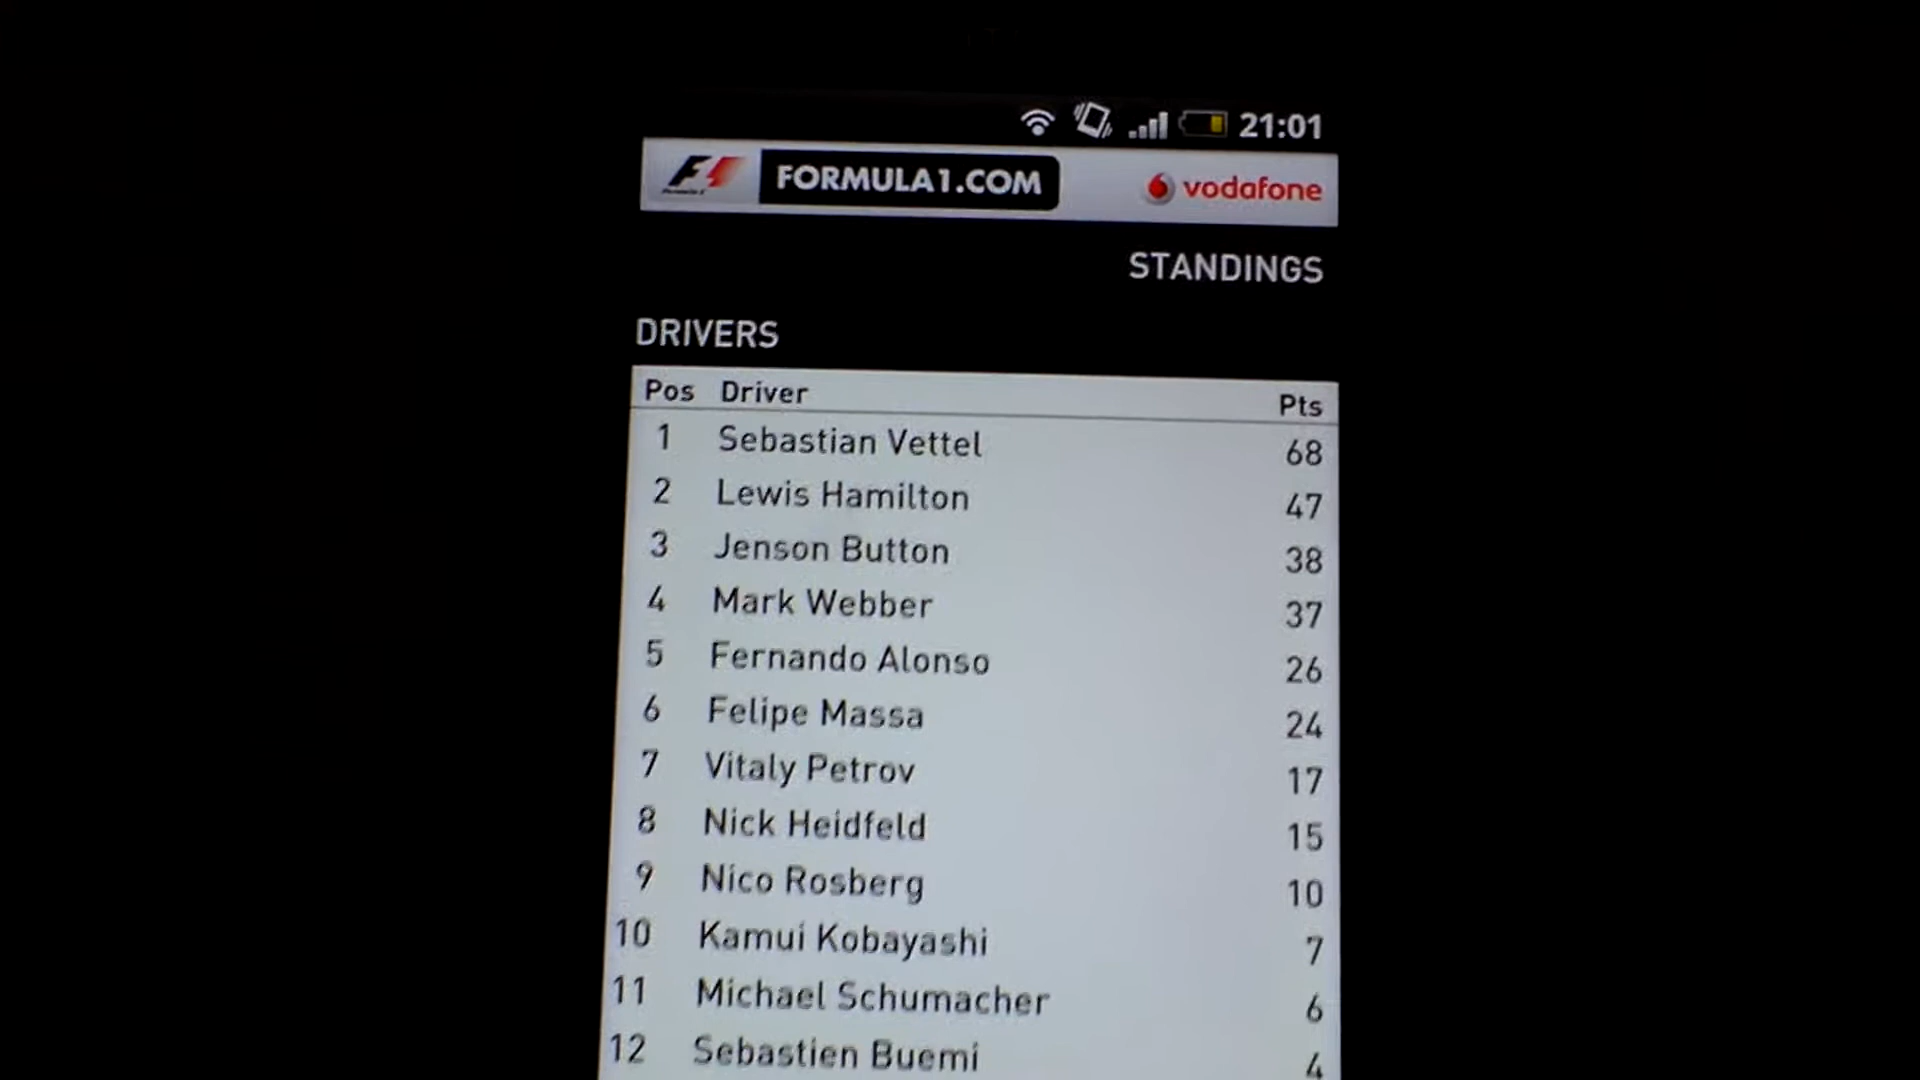 21:01
F1 FORMULA1.COM vodafone
STANDINGS
DRIVERS
Pos Driver Pts
1 Sebastian Vettel 68
2 Lewis Hamilton 47
3 Jenson Button 38
4 Mark Webber 37
5 Fernando Alonso 26
6 Felipe Massa 24
7 Vitaly Petrov 17
8 Nick Heidfeld 15
9 Nico Rosberg 10
10 Kamui Kobayashi 7
11 Michael Schumacher 6
12 Sebastien Buemi 4